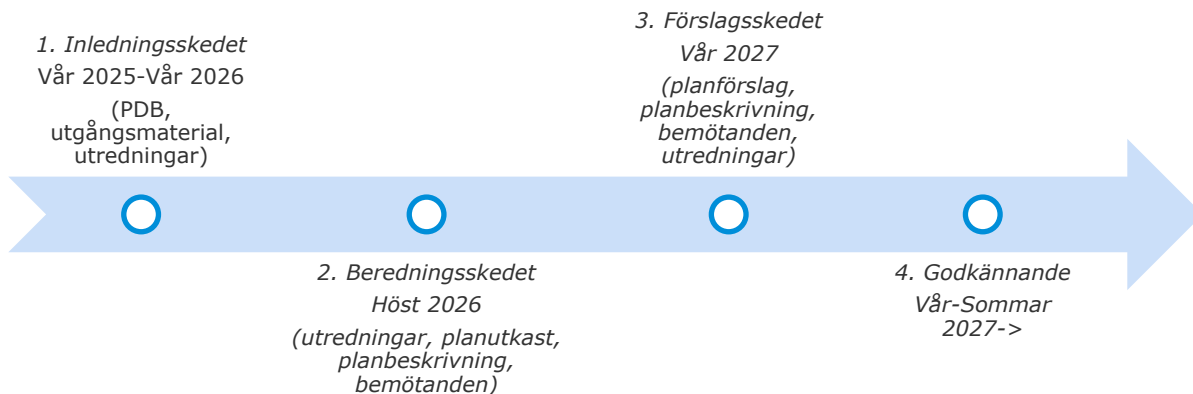 1. Inledningsskedet
Vår 2025-Vår 2026
(PDB,
utgångsmaterial,
utredningar)
2. Beredningsskedet
Höst 2026
(utredningar, planutkast,
planbeskrivning,
bemötanden)
3. Förslagsskedet
Vår 2027
(planförslag,
planbeskrivning,
bemötanden,
utredningar)
4. Godkännande
Vår-Sommar
2027->